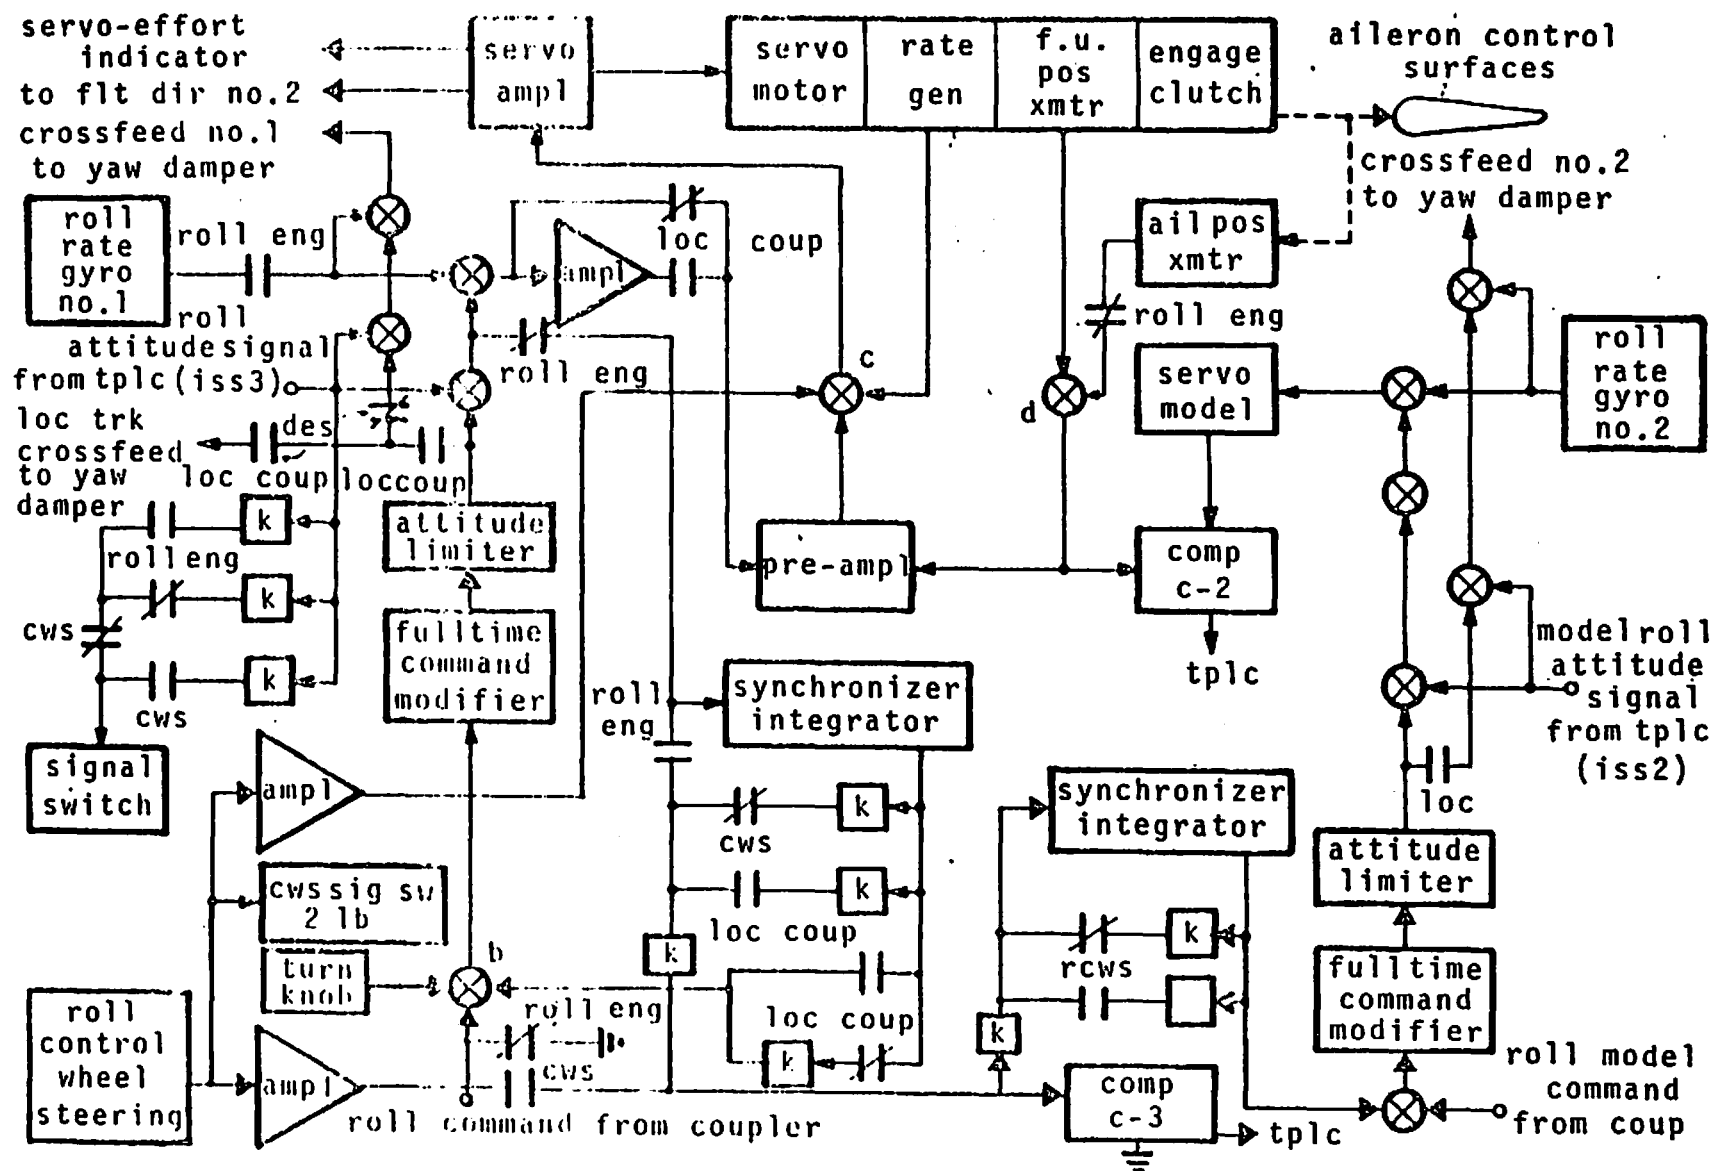 servo-effort
indicator
to flt dir no.2
crossfeed no.1
to yaw damper
servo
ampl
servo
motor
rate
gen
f.u.
pos
xmtr
engage
clutch
aileron control
surfaces
crossfeed no.2
to yaw damper
roll
rate
gyro
no.1
roll eng
ampl
loc
coup
ail pos
xmtr
roll eng
roll
attitude signal
from tplc (iss3)
roll eng
c
d
servo
model
roll
rate
gyro
no.2
loc trk
crossfeed
to yaw
damper
des
loc coup
loc coup
k
roll eng
k
cws
k
cws
attitude
limiter
pre-ampl
comp
c-2
tplc
fulltime
command
modifier
model roll
attitude
signal
from tplc
(iss2)
roll
eng
synchronizer
integrator
signal
switch
ampl
k
cws
k
loc coup
synchronizer
integrator
loc
attitude
limiter
cws sig sw
2 lb
turn
knob
b
k
k
rcws
fulltime
command
modifier
roll
control
wheel
steering
ampl
roll eng
cws
loc coup
k
k
roll command from coupler
comp
c-3
tplc
roll model
command
from coup